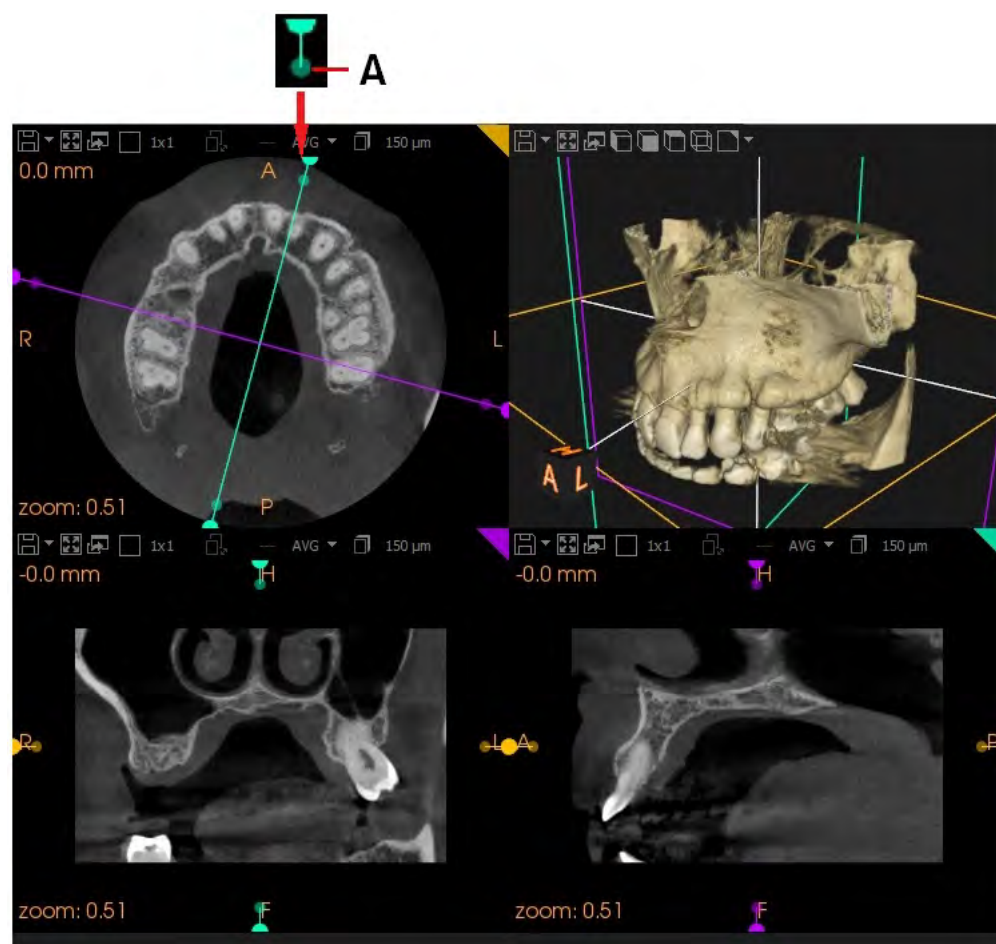 A
1x1 AVG 150 µm
0.0 mm
A
R L
zoom: 0.51 P
A L
1x1 AVG 150 µm 1x1 AVG 150 µm
-0.0 mm H -0.0 mm H
R L A P
zoom: 0.51 F zoom: 0.51 F